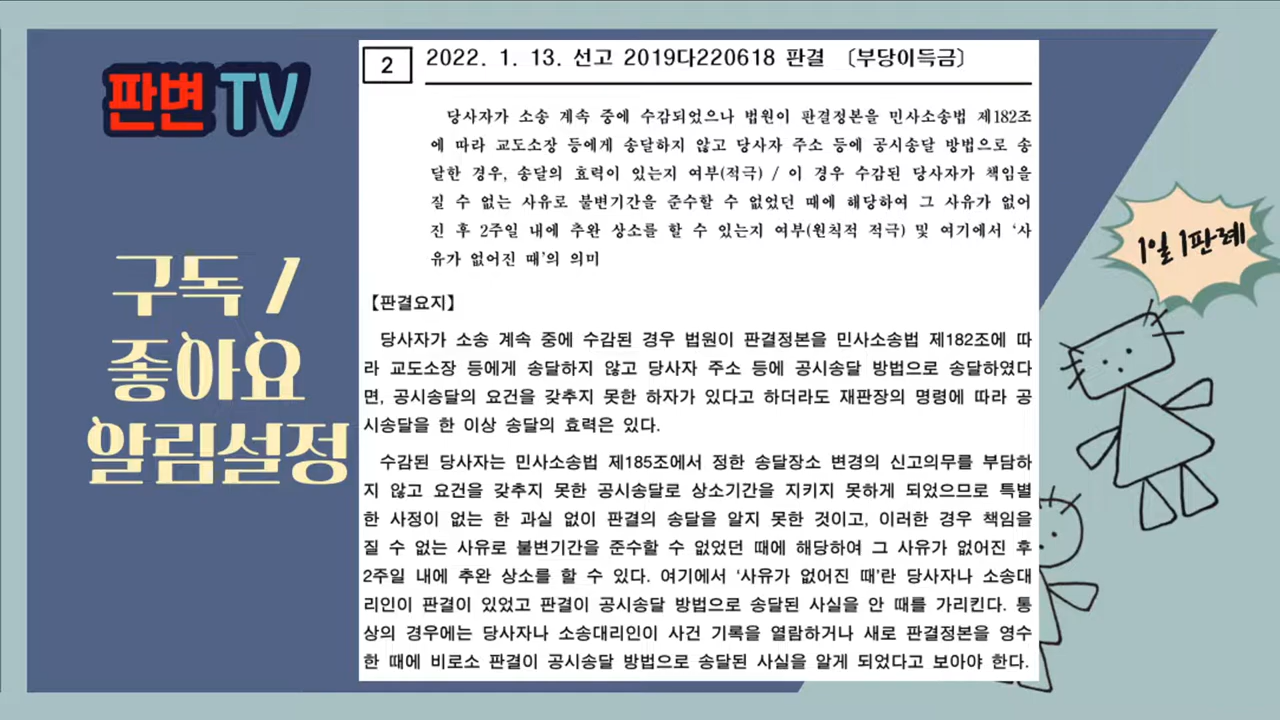 판변 TV
구독 /
좋아요
알림설정
1일 1판례
2
2022. 1. 13. 선고 2019다220618 판결 〔부당이득금〕
당사자가 소송 계속 중에 수감되었으나 법원이 판결정본을 민사소송법 제182조
에 따라 교도소장 등에게 송달하지 않고 당사자 주소 등에 공시송달 방법으로 송
달한 경우, 송달의 효력이 있는지 여부(적극) / 이 경우 수감된 당사자가 책임을
질 수 없는 사유로 불변기간을 준수할 수 없었던 때에 해당하여 그 사유가 없어
진 후 2주일 내에 추완 상소를 할 수 있는지 여부(원칙적 적극) 및 여기에서 ‘사
유가 없어진 때’의 의미
【판결요지】
당사자가 소송 계속 중에 수감된 경우 법원이 판결정본을 민사소송법 제182조에 따
라 교도소장 등에게 송달하지 않고 당사자 주소 등에 공시송달 방법으로 송달하였다
면, 공시송달의 요건을 갖추지 못한 하자가 있다고 하더라도 재판장의 명령에 따라 공
시송달을 한 이상 송달의 효력은 있다.
수감된 당사자는 민사소송법 제185조에서 정한 송달장소 변경의 신고의무를 부담하
지 않고 요건을 갖추지 못한 공시송달로 상소기간을 지키지 못하게 되었으므로 특별
한 사정이 없는 한 과실 없이 판결의 송달을 알지 못한 것이고, 이러한 경우 책임을
질 수 없는 사유로 불변기간을 준수할 수 없었던 때에 해당하여 그 사유가 없어진 후
2주일 내에 추완 상소를 할 수 있다. 여기에서 ‘사유가 없어진 때’란 당사자나 소송대
리인이 판결이 있었고 판결이 공시송달 방법으로 송달된 사실을 안 때를 가리킨다. 통
상의 경우에는 당사자나 소송대리인이 사건 기록을 열람하거나 새로 판결정본을 영수
한 때에 비로소 판결이 공시송달 방법으로 송달된 사실을 알게 되었다고 보아야 한다.